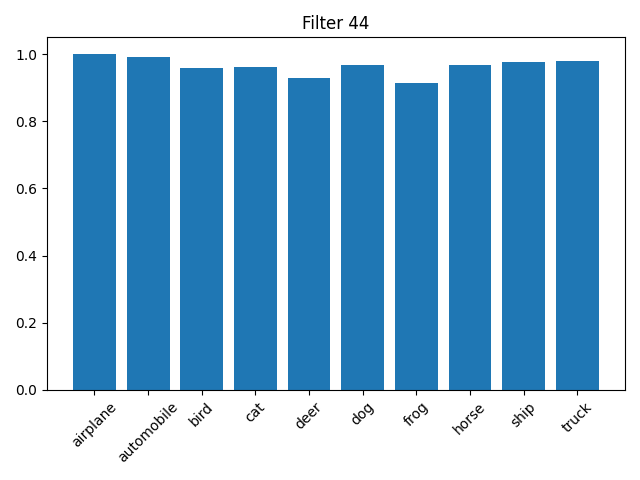 Filter 44
1.0
0.8
0.6
0.4
0.2
0.0
airplane
automobile
bird
cat
deer
dog
frog
horse
ship
truck